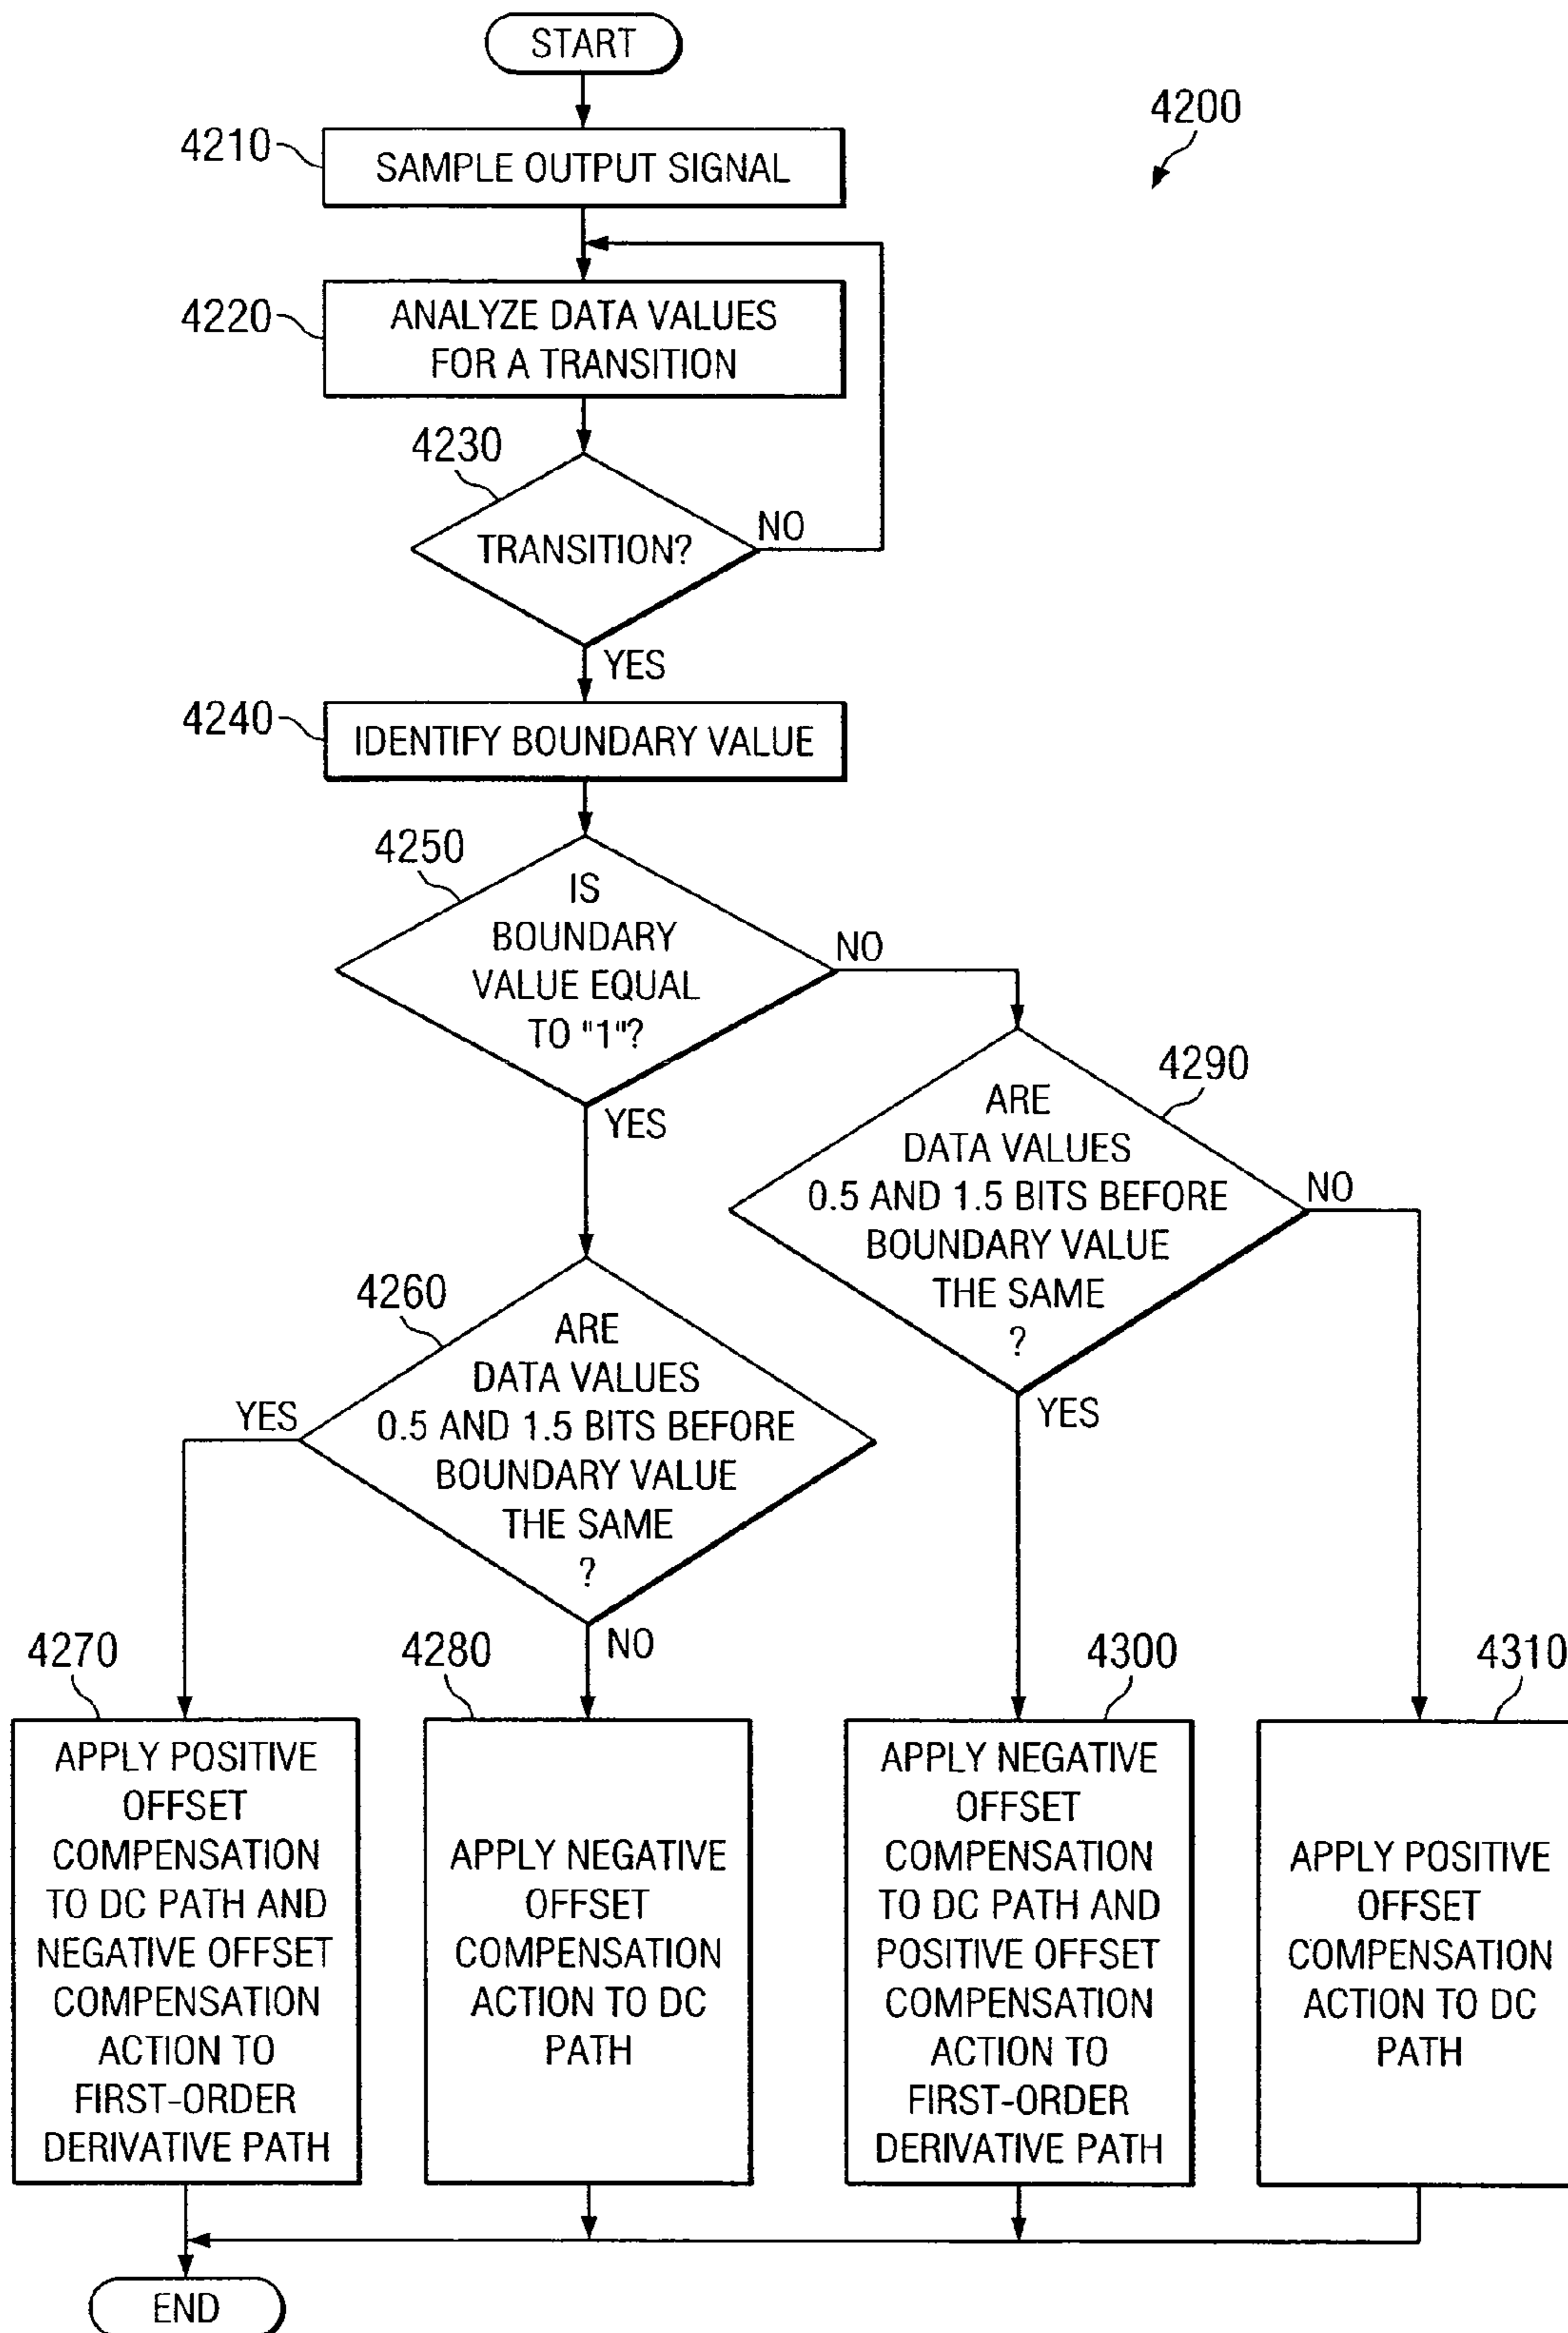 START
4200
4210
SAMPLE OUTPUT SIGNAL
4220
ANALYZE DATA VALUES
FOR A TRANSITION
4230
TRANSITION?
NO
YES
4240
IDENTIFY BOUNDARY VALUE
4250
IS
BOUNDARY
VALUE EQUAL
TO "1"?
NO
YES
4290
ARE
DATA VALUES
0.5 AND 1.5 BITS BEFORE
BOUNDARY VALUE
THE SAME
?
NO
YES
4260
ARE
DATA VALUES
0.5 AND 1.5 BITS BEFORE
BOUNDARY VALUE
THE SAME
?
YES
NO
4270
APPLY POSITIVE
OFFSET
COMPENSATION
TO DC PATH AND
NEGATIVE OFFSET
COMPENSATION
ACTION TO
FIRST-ORDER
DERIVATIVE PATH
4280
APPLY NEGATIVE
OFFSET
COMPENSATION
ACTION TO DC
PATH
4300
APPLY NEGATIVE
OFFSET
COMPENSATION
TO DC PATH AND
POSITIVE OFFSET
COMPENSATION
ACTION TO
FIRST-ORDER
DERIVATIVE PATH
4310
APPLY POSITIVE
OFFSET
COMPENSATION
ACTION TO DC
PATH
END